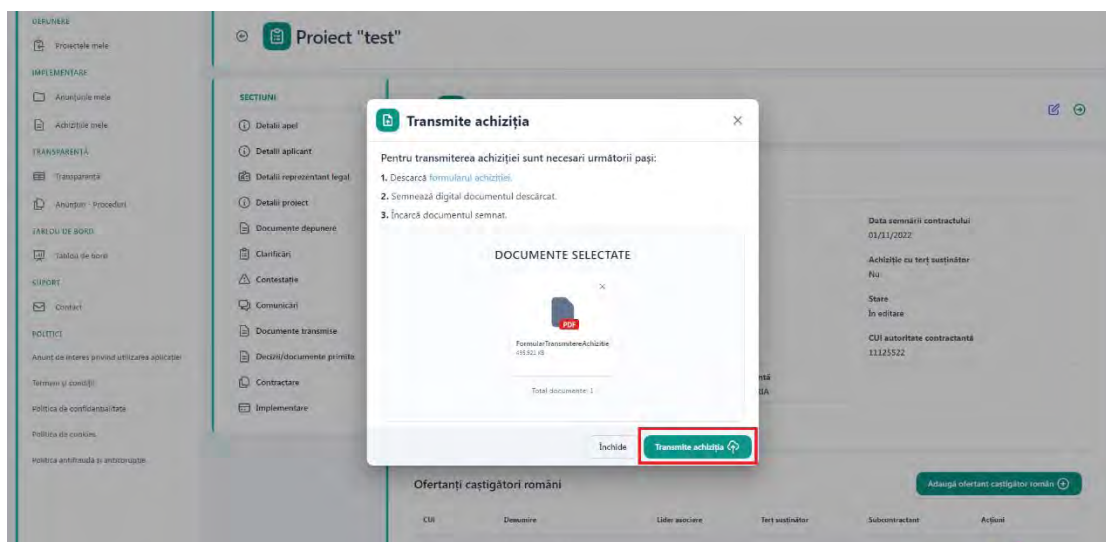 DEPUNERE
Proiectele mele
IMPLEMENTARE
Anunțurile mele
Achizițiile mele
TRANSPARENȚĂ
Transparență
Anunțuri - Proceduri
TABLOU DE BORD
Tablou de bord
SUPORT
Contact
POLITICI
Anunț de interes privind utilizarea aplicației
Termeni și condiții
Politica de confidențialitate
Politica de cookies
Politica antifraudă și anticorupție
Proiect "test"
SECȚIUNI
Detalii apel
Detalii aplicant
Detalii reprezentant legal
Detalii proiect
Documente depunere
Clarificări
Contestație
Comunicări
Documente transmise
Decizii/documente primite
Contractare
Implementare
Transmite achiziția
Pentru transmiterea achiziției sunt necesari următorii pași:
1. Descarcă formularul achiziției.
2. Semnează digital documentul descărcat.
3. Încarcă documentul semnat.
DOCUMENTE SELECTATE
PDF
FormularTransmitereAchizitie
Total documente: 1
Închide
Transmite achiziția
Data semnării contractului
01/11/2022
Achiziție cu terț susținător
Nu
Stare
În editare
CUI autoritate contractantă
11125522
Ofertanți caștigători români
Adaugă ofertant castigător român
CUI Denumire Lider asociere Terț susținător Subcontractant Acțiuni